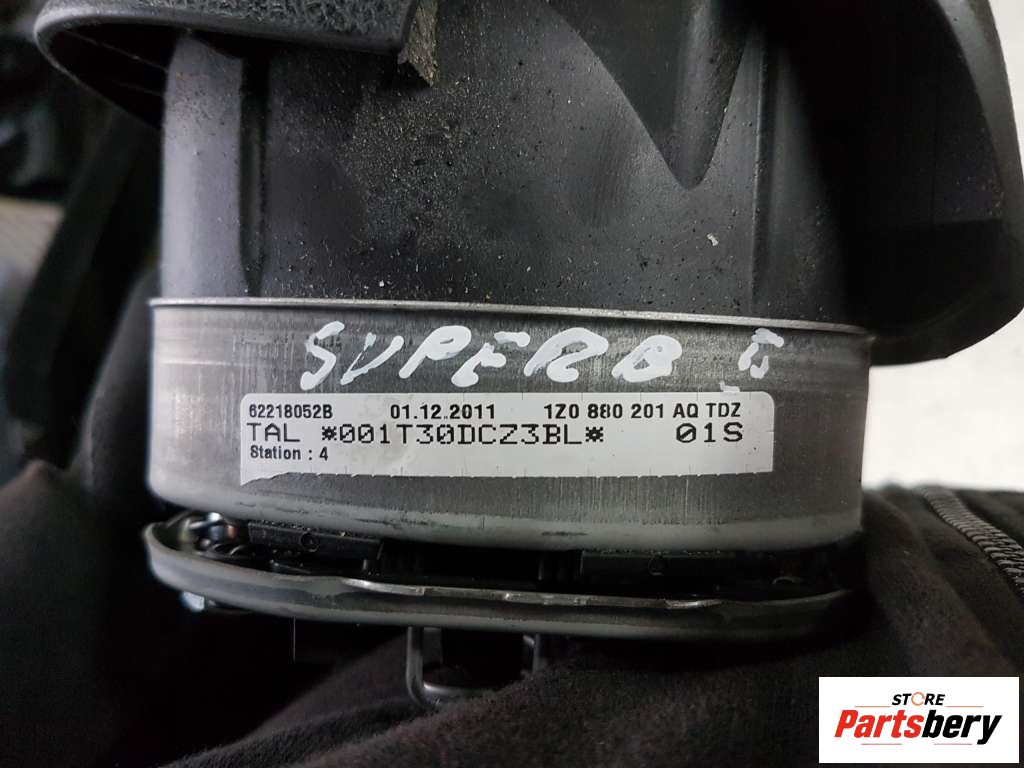 SUPERB
62218052B 01.12.2011 1Z0 880 201 AQ TDZ
TAL *001T30DCZ3BL* 01S
Station : 4
STORE
Partsbery